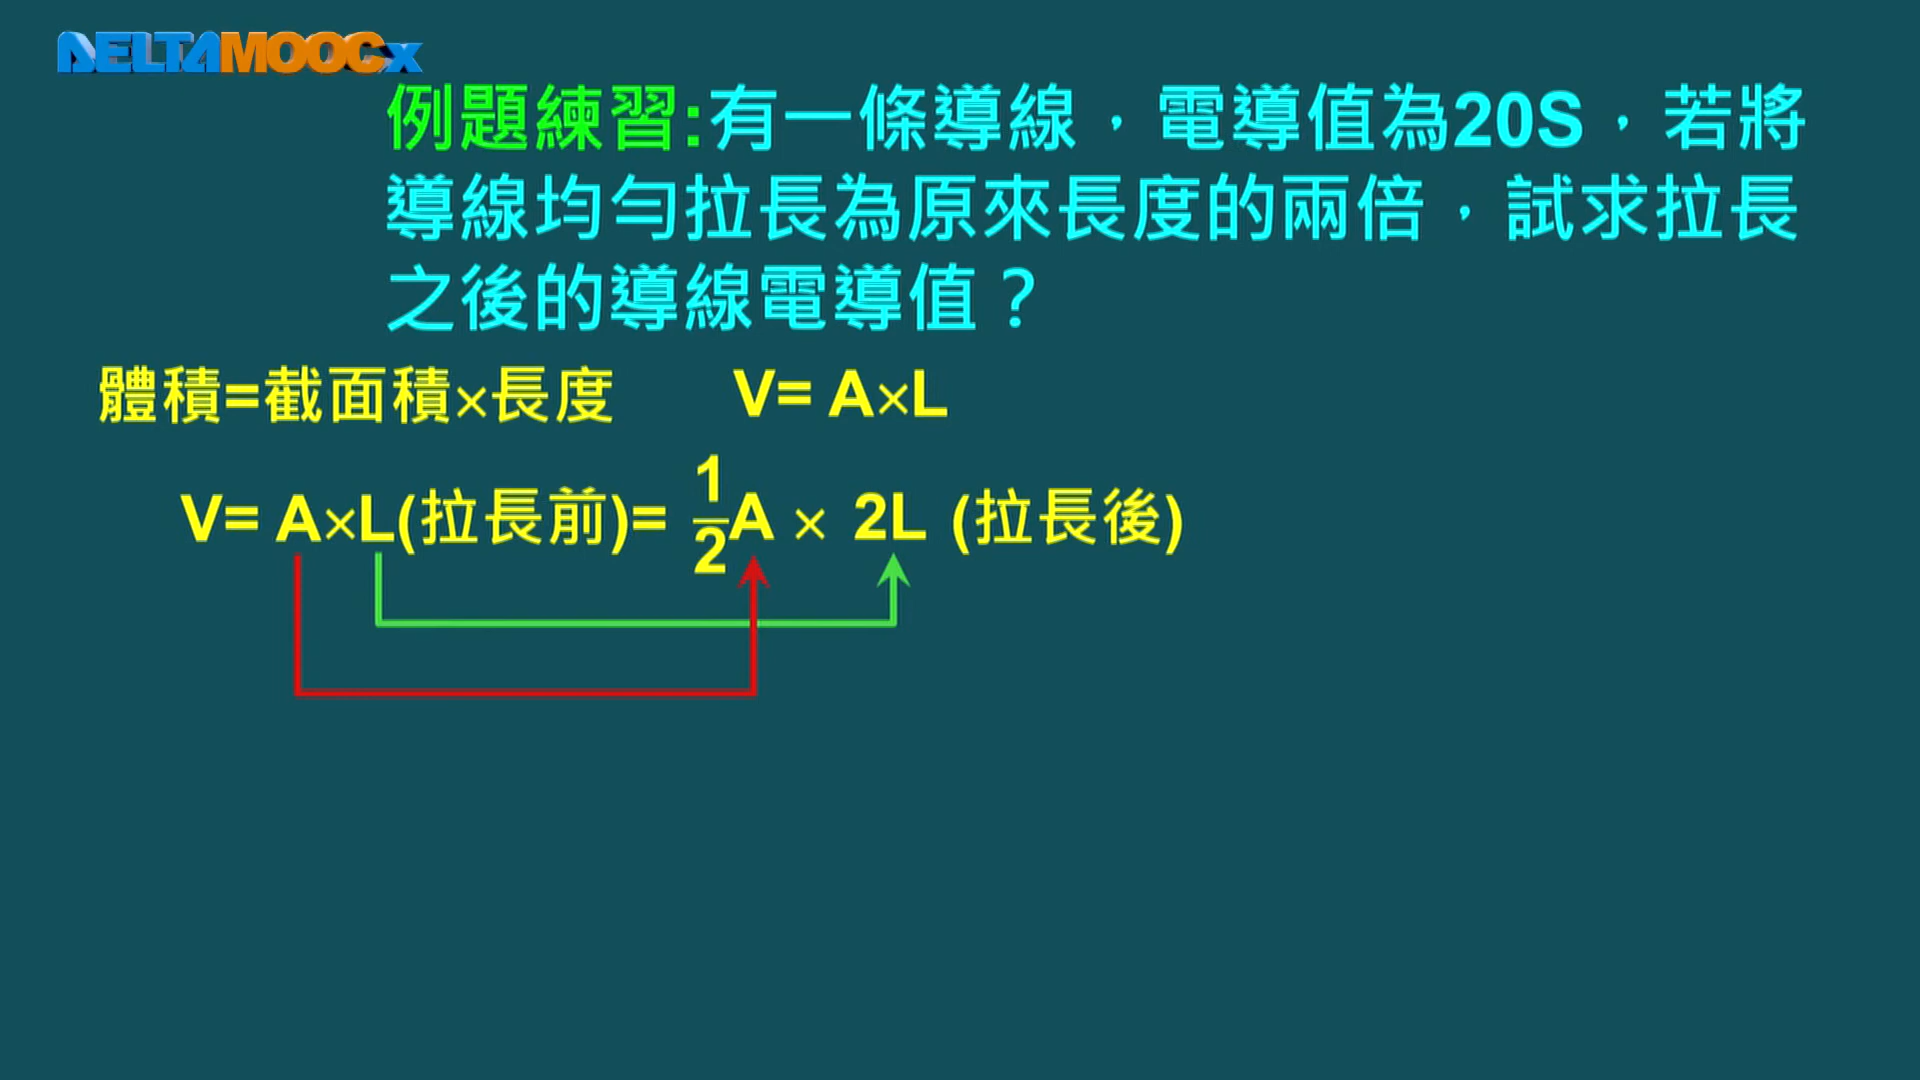 DELTAMOOCx
例題練習:有一條導線，電導值為20S，若將
導線均勻拉長為原來長度的兩倍，試求拉長
之後的導線電導值？
體積=截面積×長度 V= A×L
V= A×L(拉長前)= 1/2A × 2L (拉長後)